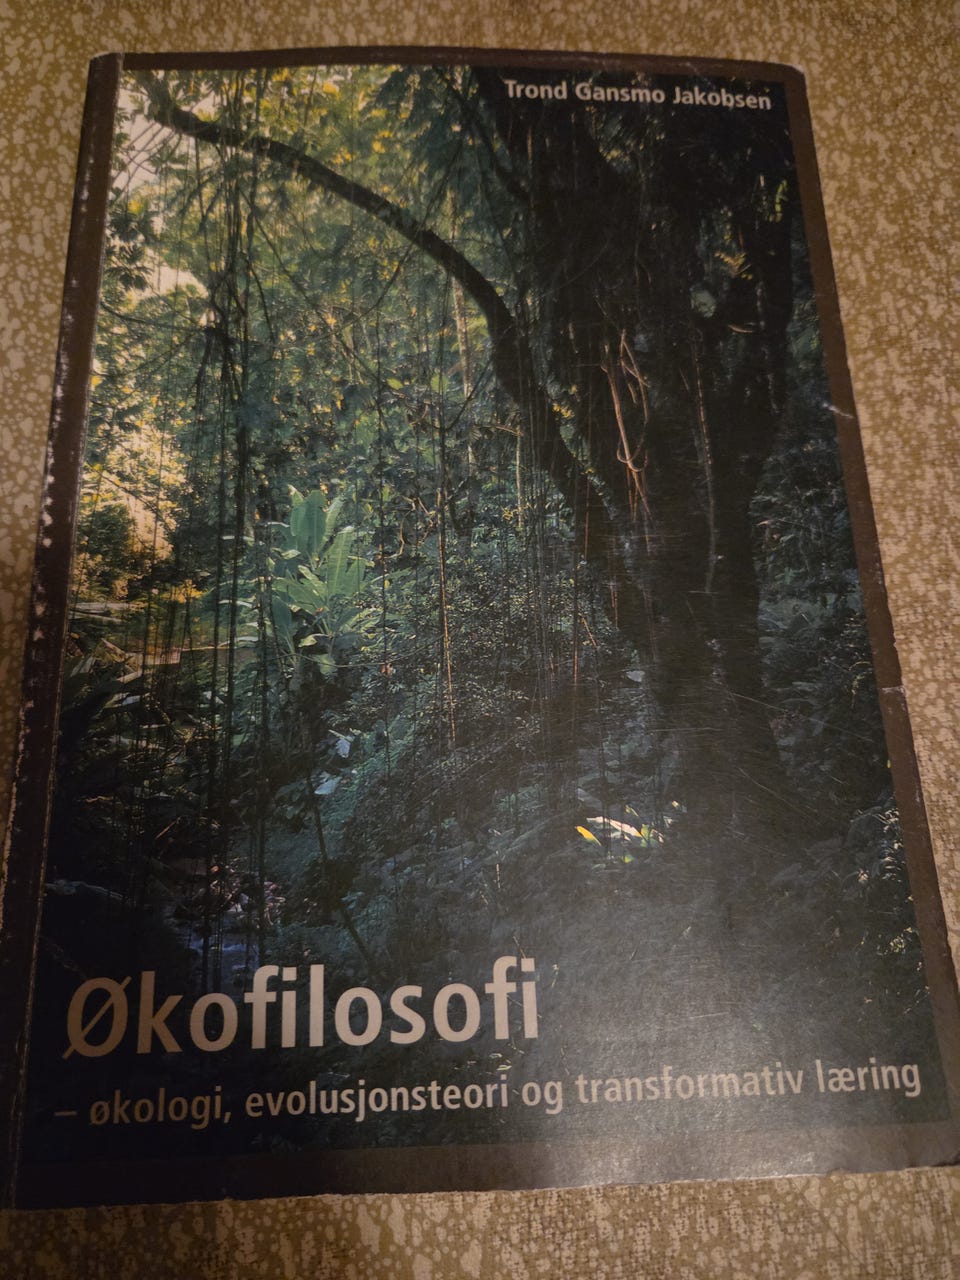 Trond Gansmo Jakobsen
Økofilosofi
– økologi, evolusjonsteori og transformativ læring